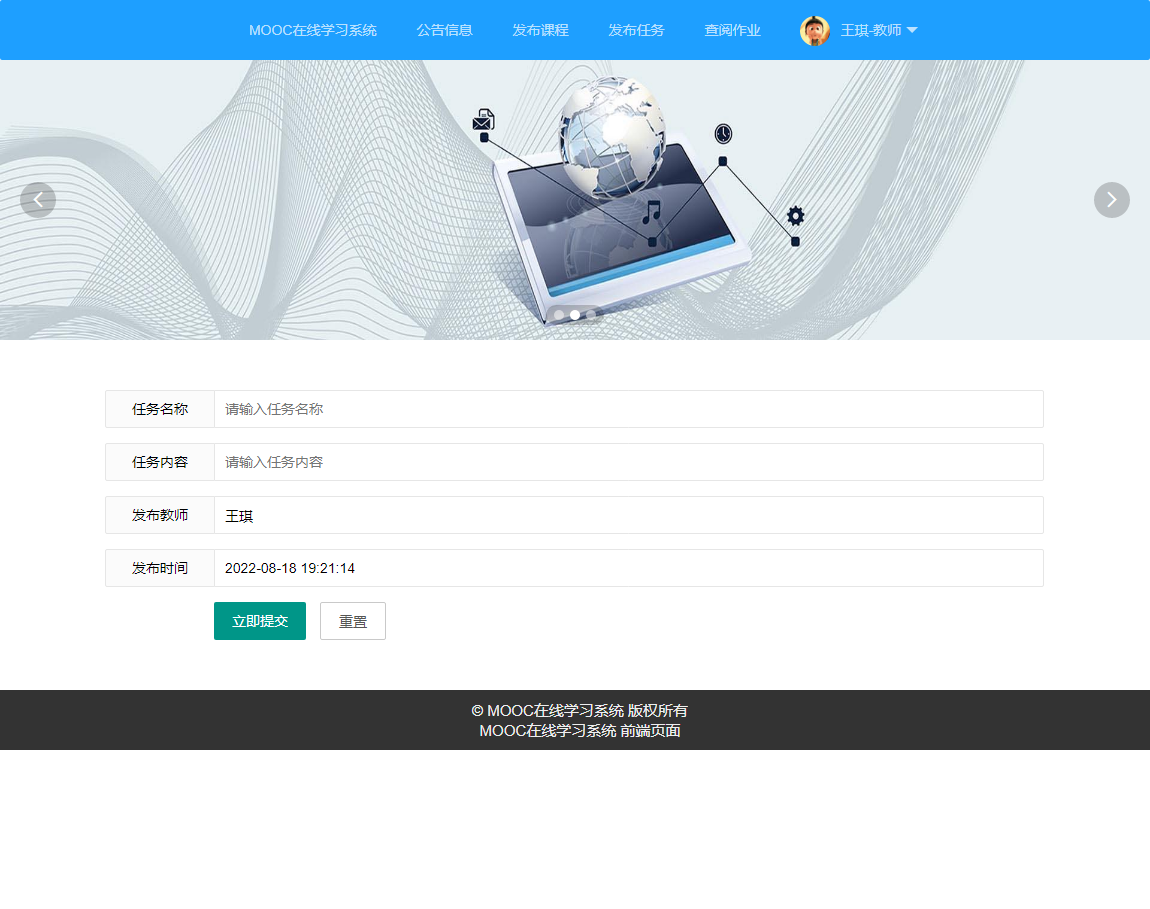 MOOC在线学习系统 公告信息 发布课程 发布任务 查阅作业 王琪-教师
任务名称 请输入任务名称
任务内容 请输入任务内容
发布教师 王琪
发布时间 2022-08-18 19:21:14
立即提交 重置
© MOOC在线学习系统 版权所有
MOOC在线学习系统 前端页面